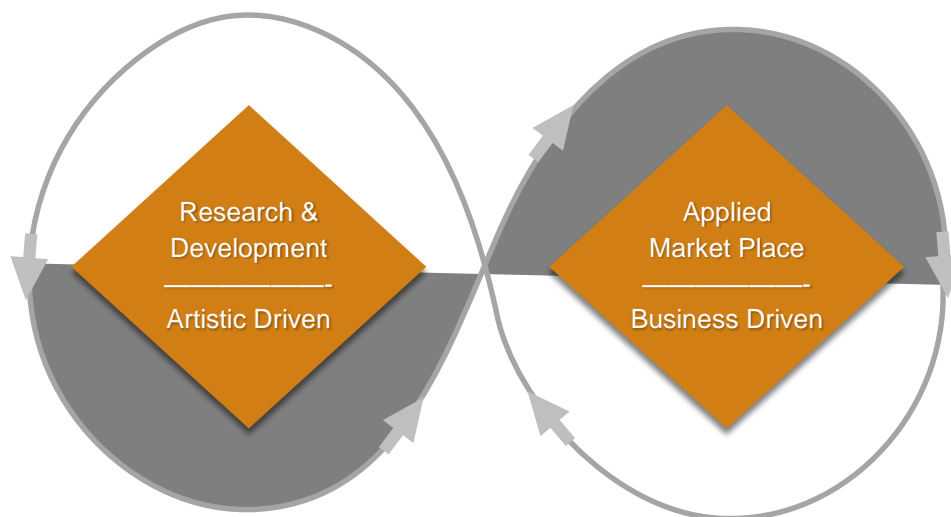 Research &
Development
——————-
Artistic Driven
Applied
Market Place
——————-
Business Driven